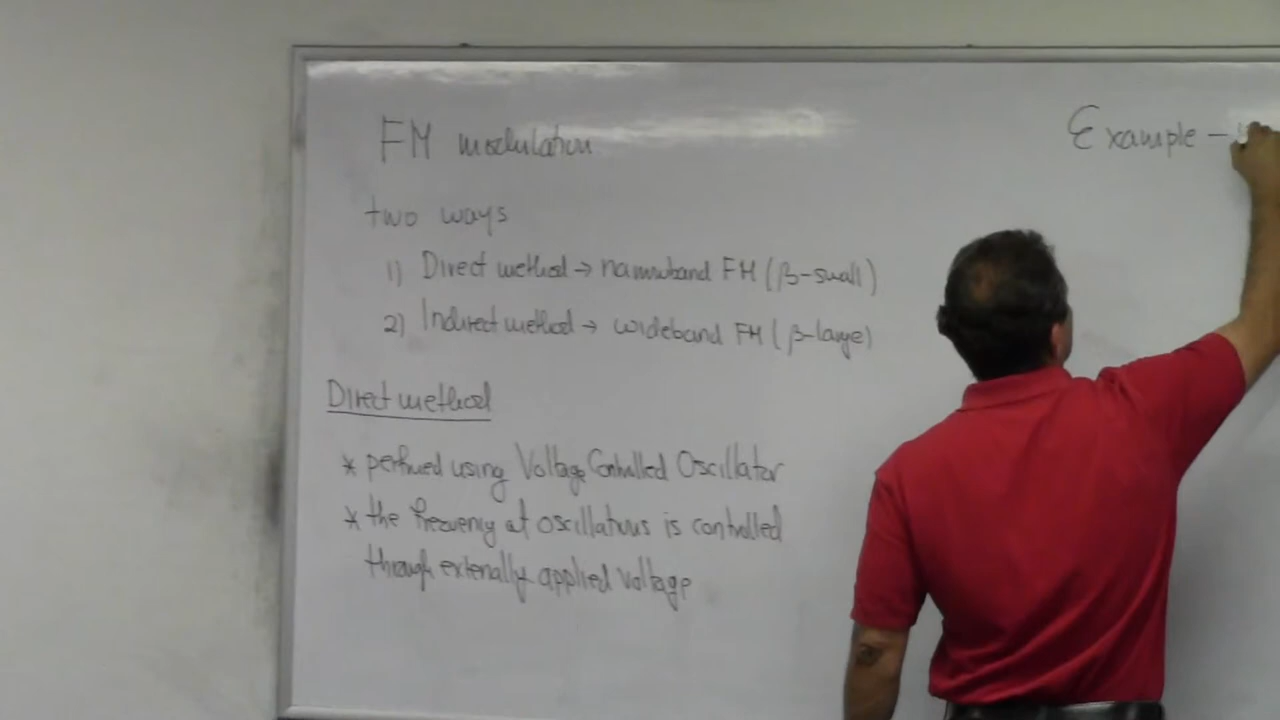 FM modulation
two ways
1) Direct method → narrowband FM (β-small)
2) Indirect method → wideband FM (β-large)
Direct method
* performed using Voltage Controlled Oscillator
* the frequency of oscillations is controlled
through externally applied voltage
Example –